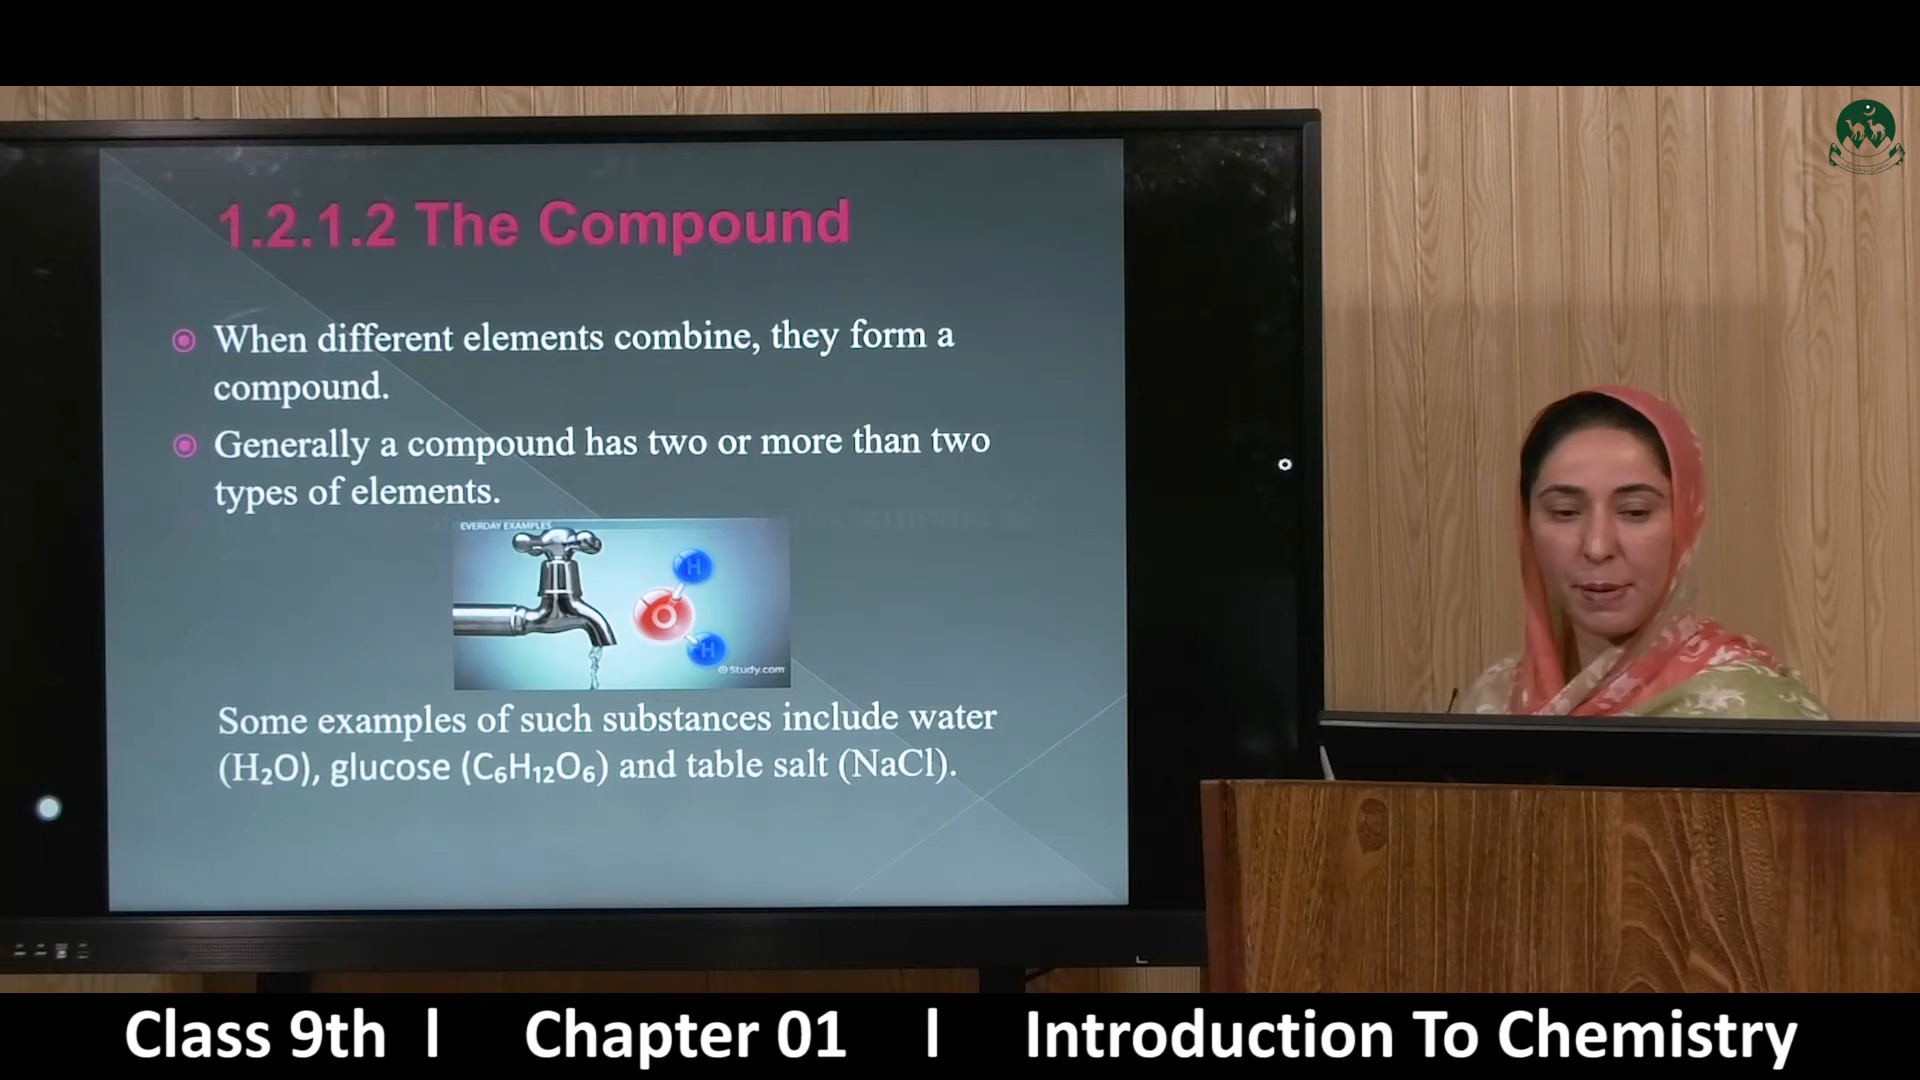 1.2.1.2 The Compound
When different elements combine, they form a
compound.
Generally a compound has two or more than two
types of elements.
EVERDAY EXAMPLES
H
O
H
Study.com
Some examples of such substances include water
(H₂O), glucose (C₆H₁₂O₆) and table salt (NaCl).
Class 9th l Chapter 01 l Introduction To Chemistry